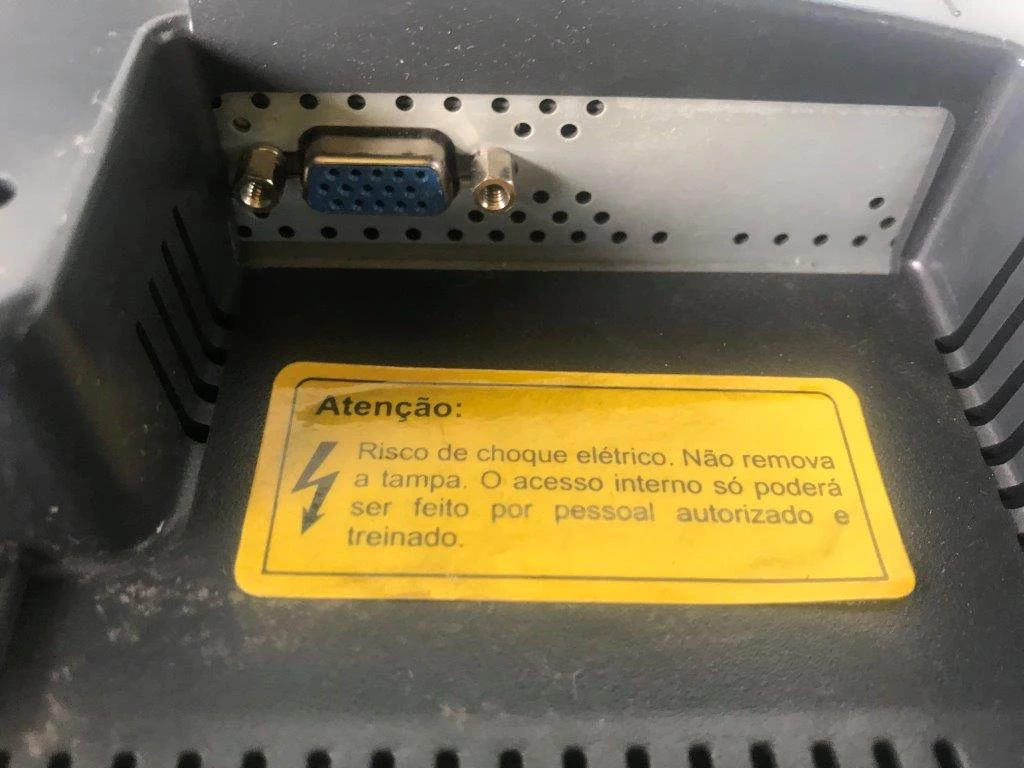 Atenção:
Risco de choque elétrico. Não remova
a tampa. O acesso interno só poderá
ser feito por pessoal autorizado e
treinado.